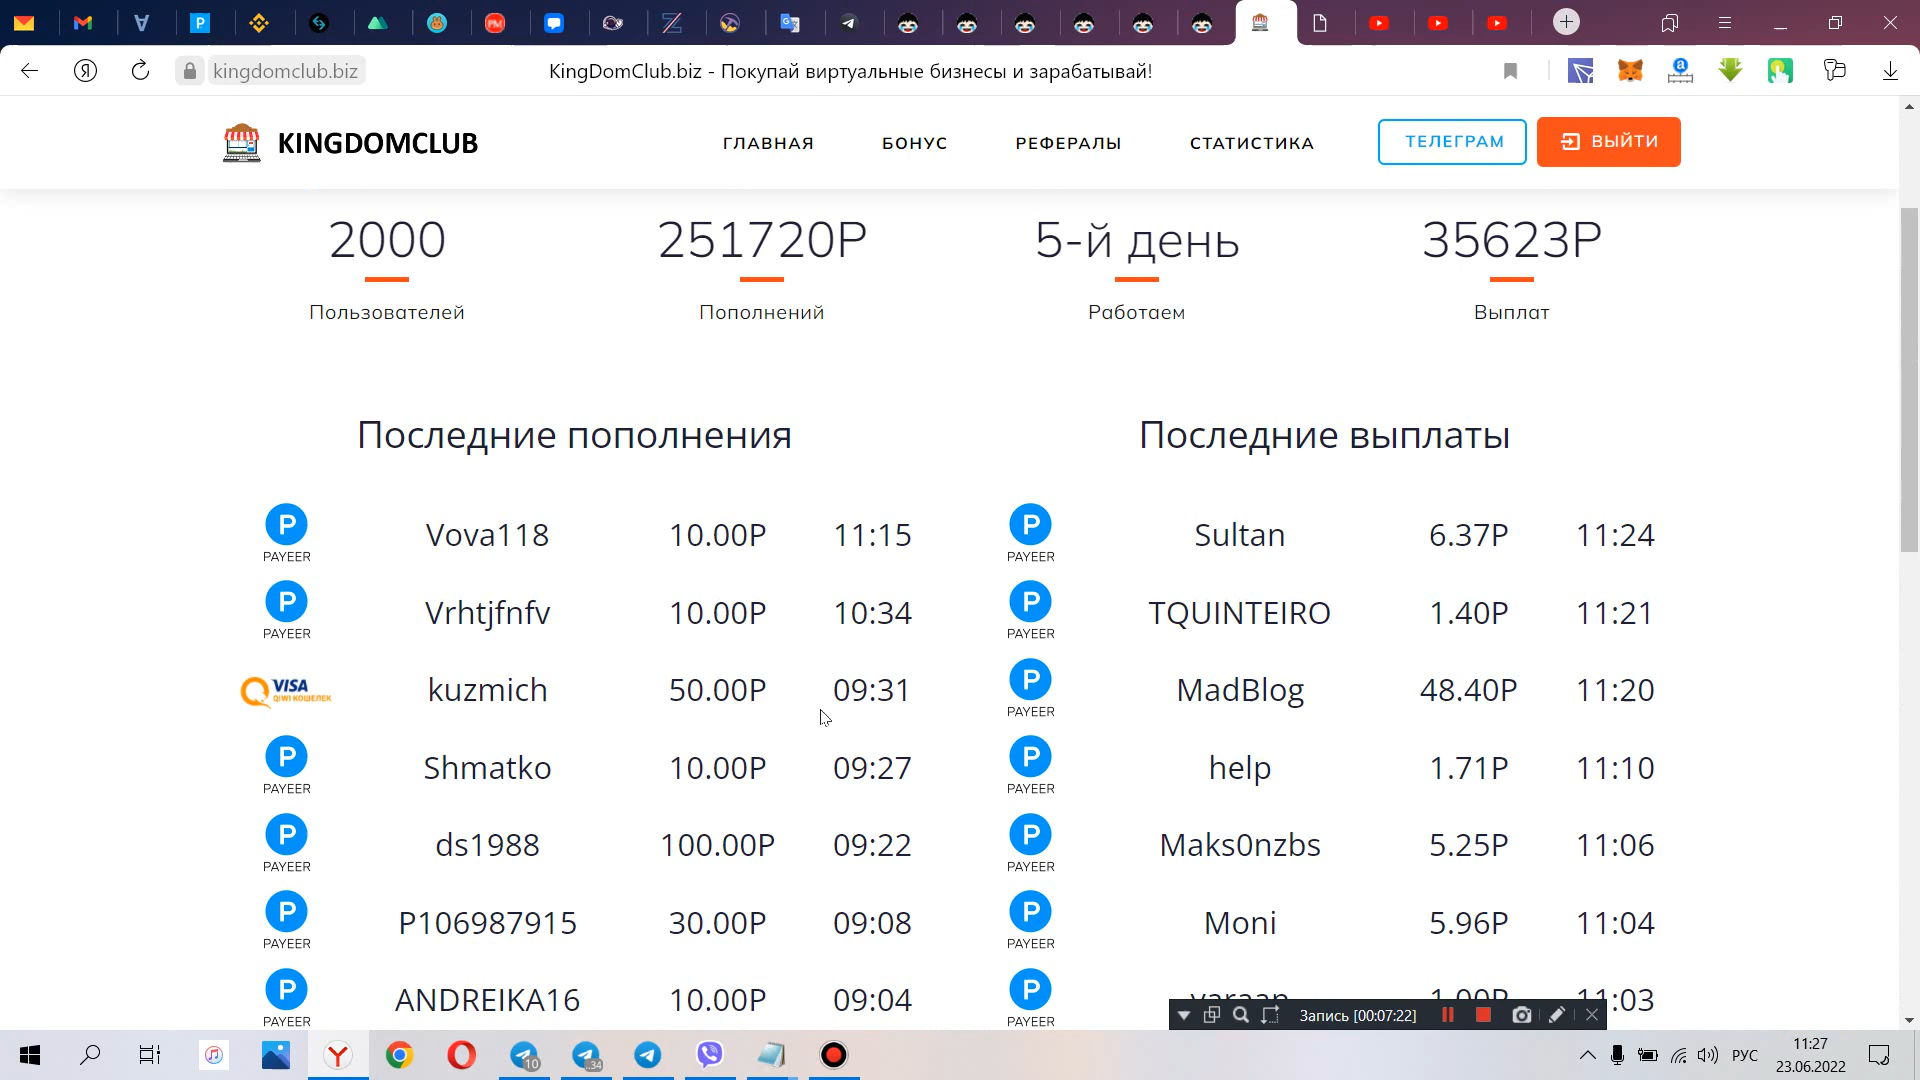 kingdomclub.biz
KingDomClub.biz - Покупай виртуальные бизнесы и зарабатывай!
KINGDOMCLUB
ГЛАВНАЯ
БОНУС
РЕФЕРАЛЫ
СТАТИСТИКА
ТЕЛЕГРАМ
ВЫЙТИ
2000
251720Р
5-й день
35623Р
Пользователей
Пополнений
Работаем
Выплат
Последние пополнения
Последние выплаты
PAYEER Vova118 10.00Р 11:15
PAYEER Sultan 6.37Р 11:24
PAYEER Vrhtjfnfv 10.00Р 10:34
PAYEER TQUINTEIRO 1.40Р 11:21
VISA QIWI КОШЕЛЕК kuzmich 50.00Р 09:31
PAYEER MadBlog 48.40Р 11:20
PAYEER Shmatko 10.00Р 09:27
PAYEER help 1.71Р 11:10
PAYEER ds1988 100.00Р 09:22
PAYEER Maks0nzbs 5.25Р 11:06
PAYEER P106987915 30.00Р 09:08
PAYEER Moni 5.96Р 11:04
PAYEER ANDREIKA16 10.00Р 09:04
PAYEER 1.00Р 11:03
Запись [00:07:22]
10
34
РУС
11:27
23.06.2022